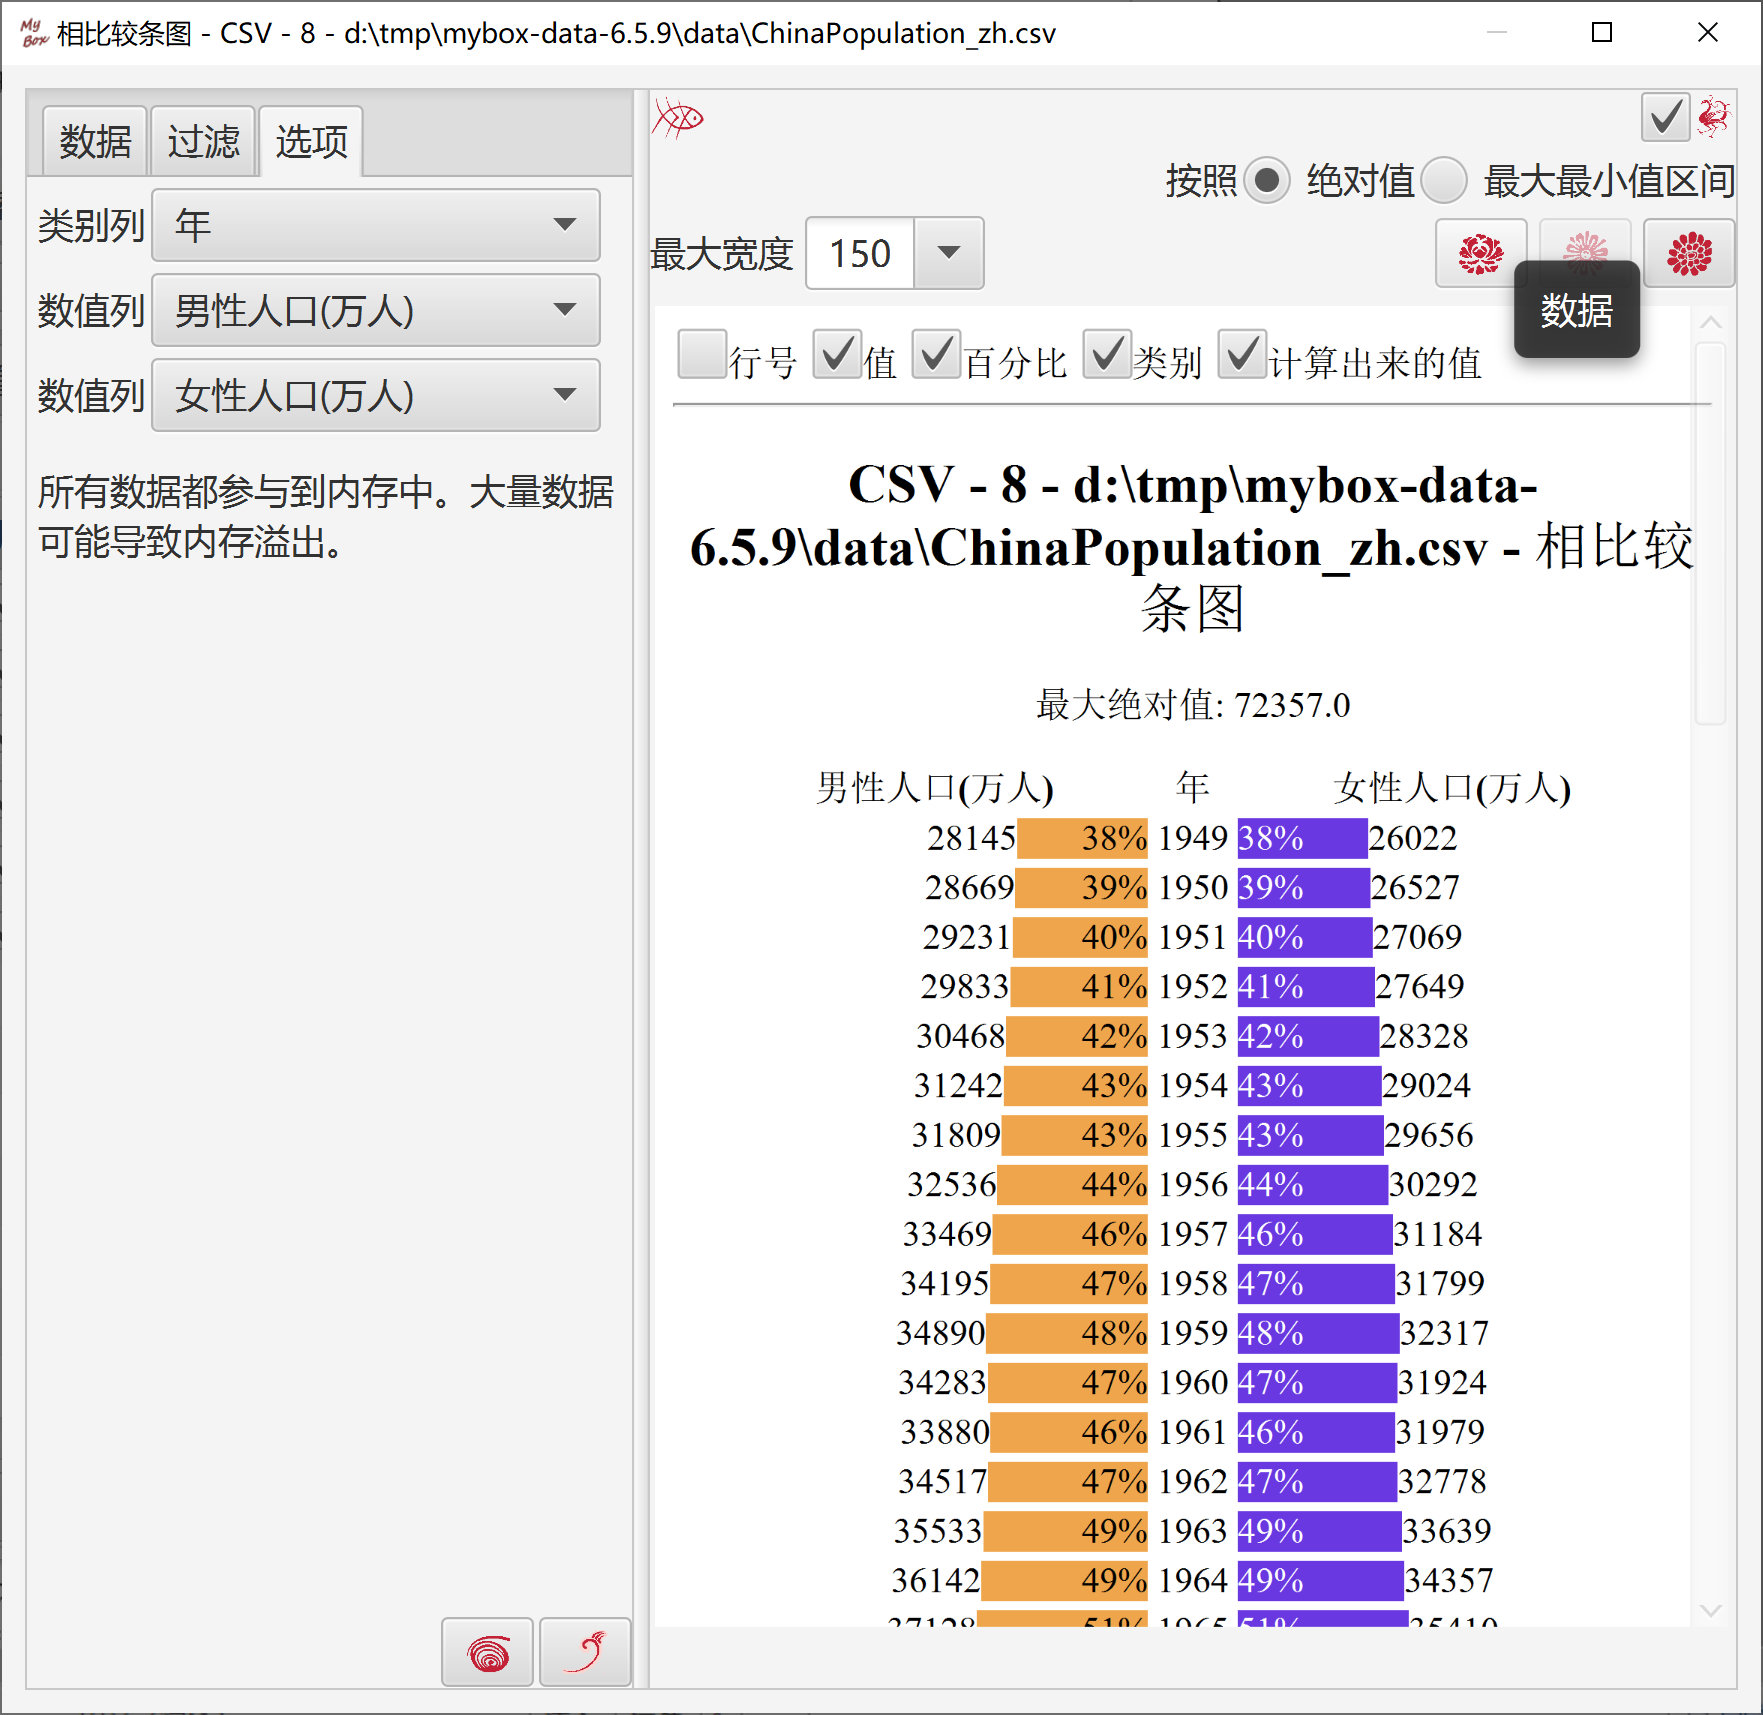 My Box 相比较条图 - CSV - 8 - d:\tmp\mybox-data-6.5.9\data\ChinaPopulation_zh.csv
数据 过滤 选项
类别列 年
数值列 男性人口(万人)
数值列 女性人口(万人)
所有数据都参与到内存中。大量数据
可能导致内存溢出。
按照 绝对值 最大最小值区间
最大宽度 150
数据
行号 值 百分比 类别 计算出来的值
CSV - 8 - d:\tmp\mybox-data-
6.5.9\data\ChinaPopulation_zh.csv - 相比较
条图
最大绝对值: 72357.0
男性人口(万人) 年 女性人口(万人)
28145 38% 1949 38% 26022
28669 39% 1950 39% 26527
29231 40% 1951 40% 27069
29833 41% 1952 41% 27649
30468 42% 1953 42% 28328
31242 43% 1954 43% 29024
31809 43% 1955 43% 29656
32536 44% 1956 44% 30292
33469 46% 1957 46% 31184
34195 47% 1958 47% 31799
34890 48% 1959 48% 32317
34283 47% 1960 47% 31924
33880 46% 1961 46% 31979
34517 47% 1962 47% 32778
35533 49% 1963 49% 33639
36142 49% 1964 49% 34357
37128 51% 1965 51% 35410